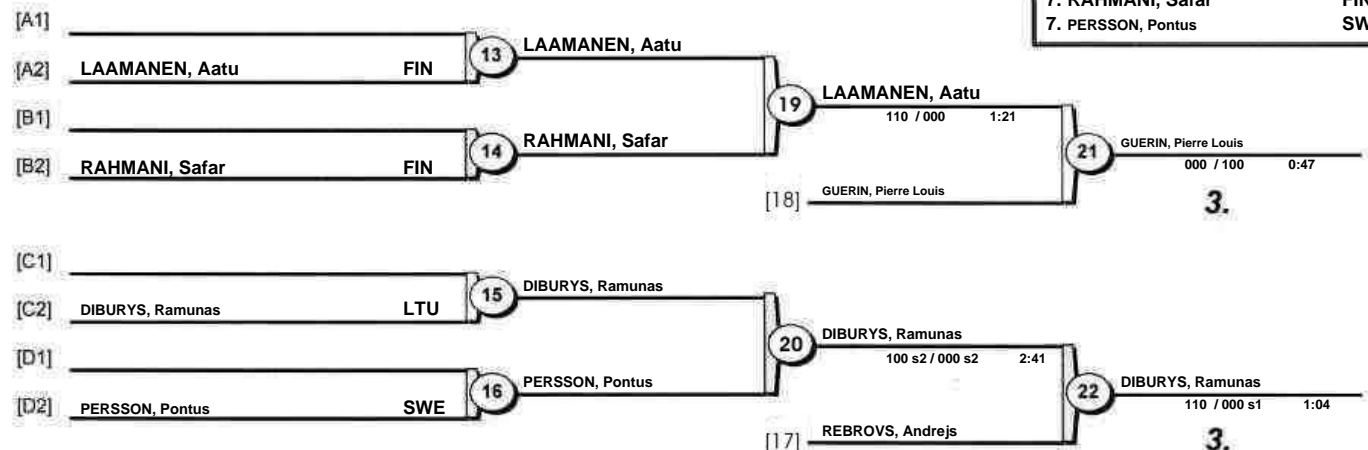 7. RAHMANI, Safar FIN
7. PERSSON, Pontus SW
[A1]
[A2] LAAMANEN, Aatu FIN
13 LAAMANEN, Aatu
[B1]
[B2] RAHMANI, Safar FIN
14 RAHMANI, Safar
19 LAAMANEN, Aatu
110 / 000 1:21
[18] GUERIN, Pierre Louis
21 GUERIN, Pierre Louis
000 / 100 0:47
3.
[C1]
[C2] DIBURYS, Ramunas LTU
15 DIBURYS, Ramunas
[D1]
[D2] PERSSON, Pontus SWE
16 PERSSON, Pontus
20 DIBURYS, Ramunas
100 s2 / 000 s2 2:41
[17] REBROVS, Andrejs
22 DIBURYS, Ramunas
110 / 000 s1 1:04
3.